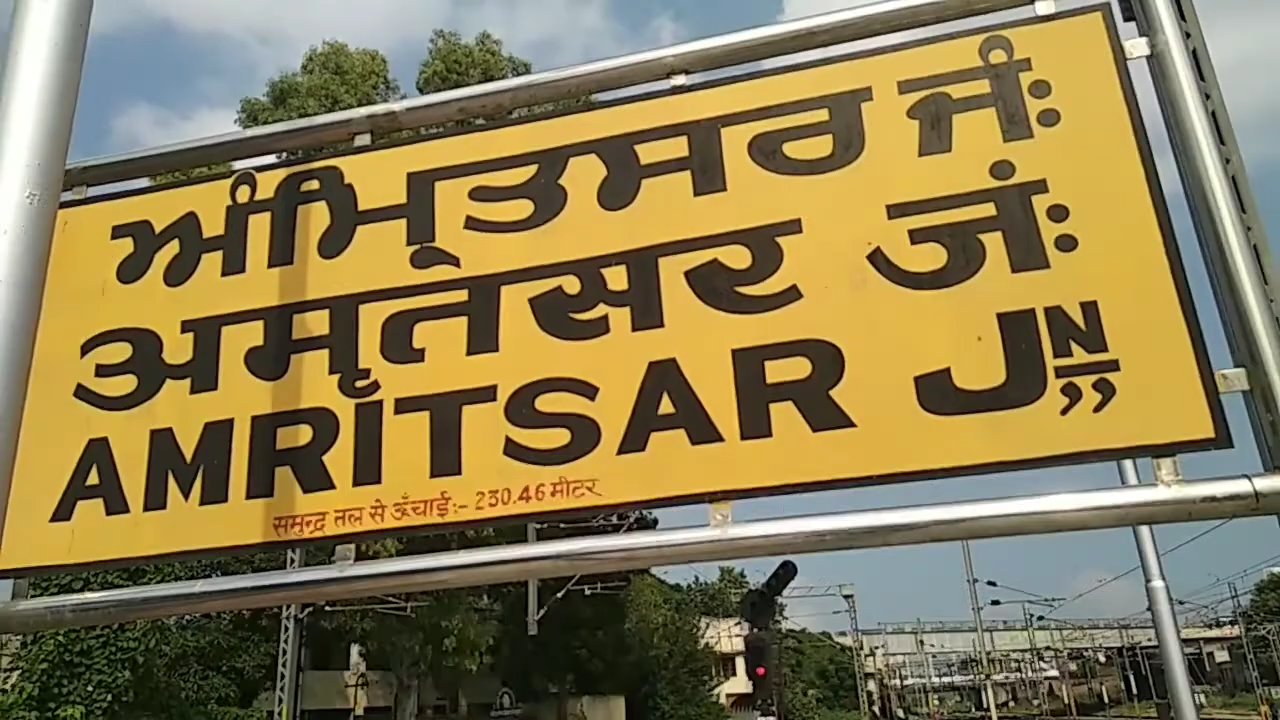 ਅੰਮ੍ਰਿਤਸਰ ਜੰ:
अमृतसर जं:
AMRITSAR JN
समुन्द्र तल से ऊँचाई:- 230.46 मीटर